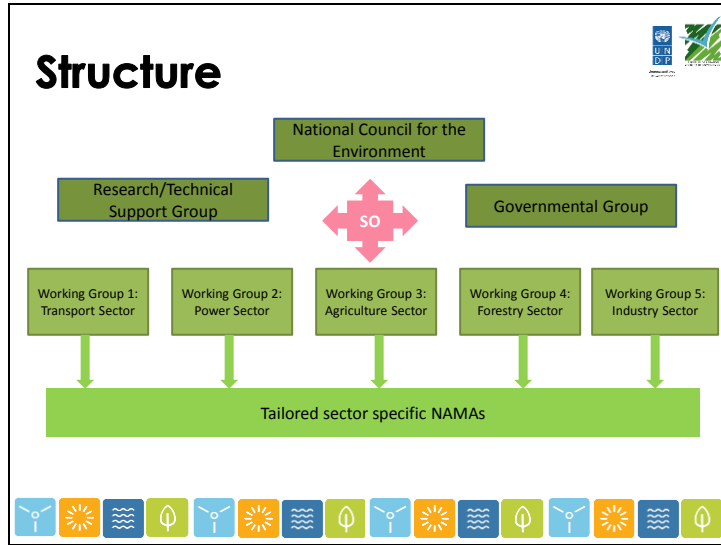 Structure
U N
D P
National Council for the
Environment
Research/Technical
Support Group
SO
Governmental Group
Working Group 1:
Transport Sector
Working Group 2:
Power Sector
Working Group 3:
Agriculture Sector
Working Group 4:
Forestry Sector
Working Group 5:
Industry Sector
Tailored sector specific NAMAs